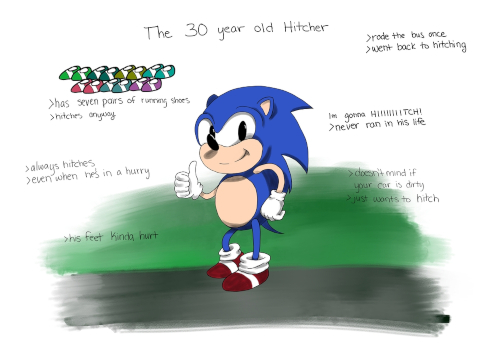 The 30 year old Hitcher
>rode the bus once
>went back to hitching
>has seven pairs of running shoes
>hitches anyway
Im gonna HIIIIIIIITCH!
>never ran in his life
>always hitches
>even when he's in a hurry
>doesn't mind if
your car is dirty
>just wants to hitch
>his feet kinda hurt